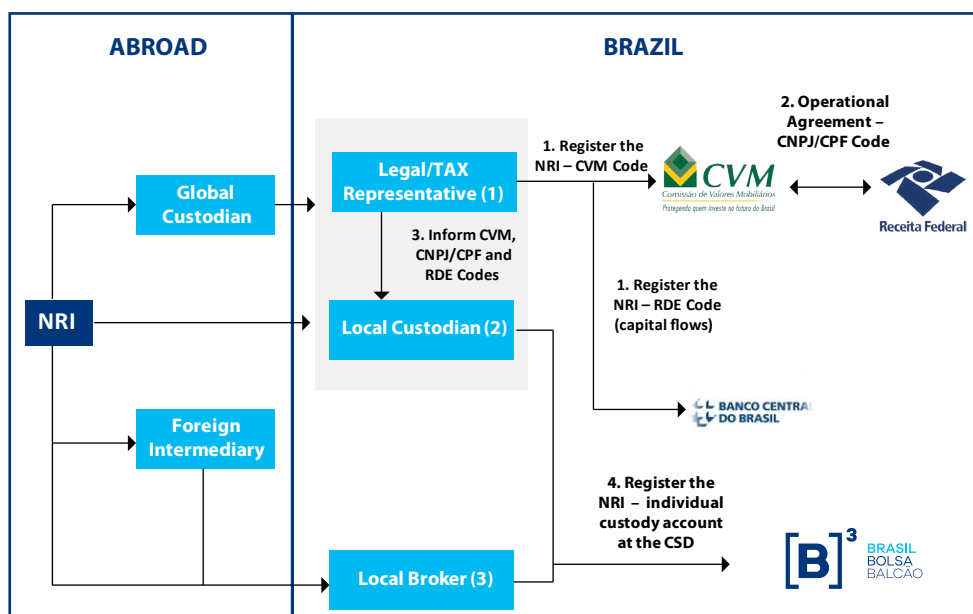 ABROAD
BRAZIL
Global
Custodian
NRI
Foreign
Intermediary
Legal/TAX
Representative (1)
3. Inform CVM,
CNPJ/CPF and
RDE Codes
Local Custodian (2)
Local Broker (3)
1. Register the
NRI – CVM Code
CVM
Comissão de Valores Mobiliários
Protegendo quem investe no futuro do Brasil
2. Operational
Agreement –
CNPJ/CPF Code
Receita Federal
1. Register the
NRI – RDE Code
(capital flows)
BANCO CENTRAL
DO BRASIL
4. Register the
NRI – individual
custody account
at the CSD
[B]³
BRASIL
BOLSA
BALCÃO